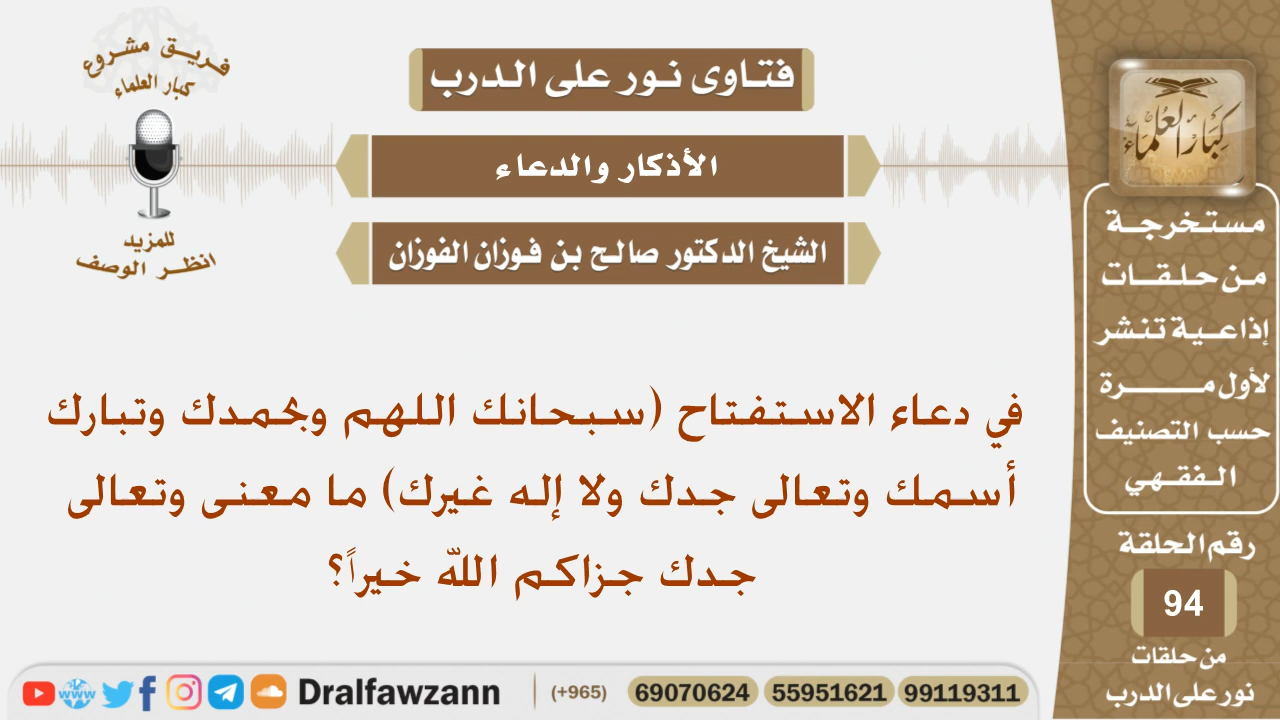 فريق مشروع
كبار العلماء
للمزيد
انظر الوصف
فتاوى نور على الدرب
الأذكار والدعاء
الشيخ الدكتور صالح بن فوزان الفوزان
في دعاء الاستفتاح (سبحانك اللهم وبحمدك وتبارك
أسمك وتعالى جدك ولا إله غيرك) ما معنى وتعالى
جدك جزاكم الله خيراً؟
كبار العلماء
مستخرجة
من حلقات
إذاعية تنشر
لأول مرة
حسب التصنيف
الفقهي
رقم الحلقة
94
من حلقات
نور على الدرب
www Dralfawzann (+965) 69070624 55951621 99119311